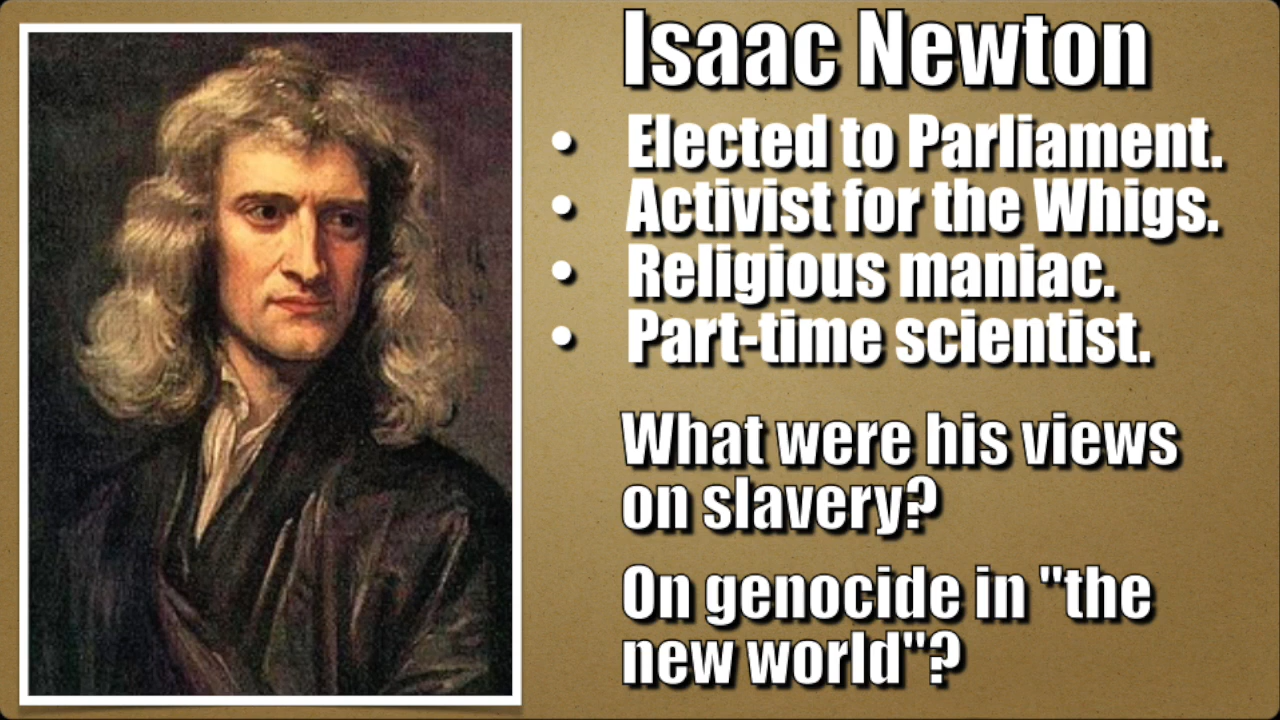 Isaac Newton
• Elected to Parliament.
• Activist for the Whigs.
• Religious maniac.
• Part-time scientist.
What were his views
on slavery?
On genocide in "the
new world"?